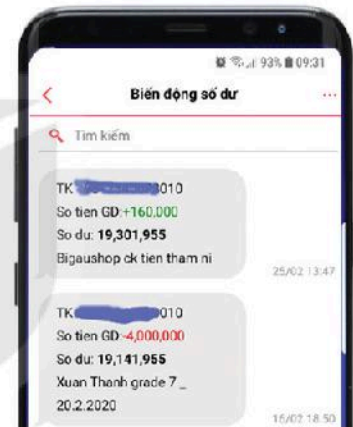 93% 09:31
Biến động số dư
Tìm kiếm
TK 010
So tien GD:+160,000
So du: 19,301,955
Bigaushop ck tien tham ni
25/02 13:47
TK 010
So tien GD:-4,000,000
So du: 19,141,955
Xuan Thanh grade 7 _
20.2.2020
16/02 18:50